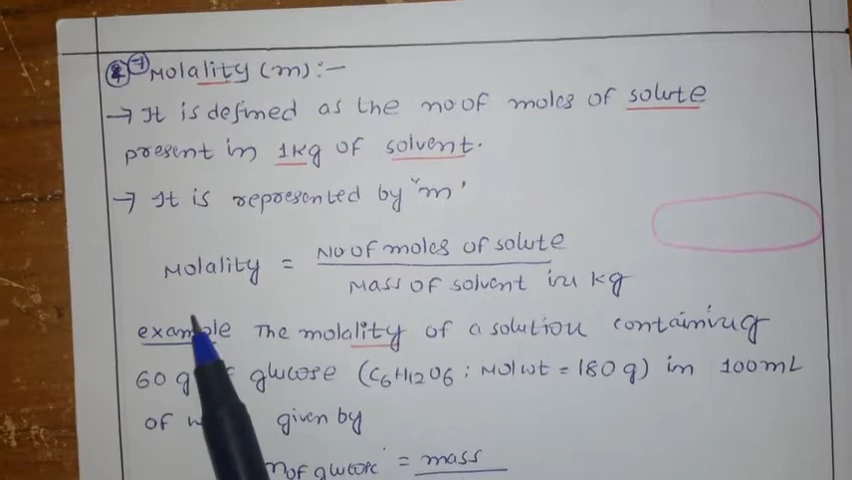 7 Molality (m) :-
→ It is defined as the no of moles of solute
present in 1kg of solvent.
→ It is represented by "m'
Molality = No of moles of solute
Mass of solvent in kg
example The molality of a solution containing
60 g glucose (C6H12O6 : Mol wt = 180 g) in 100 mL
of given by
n of glucose = mass